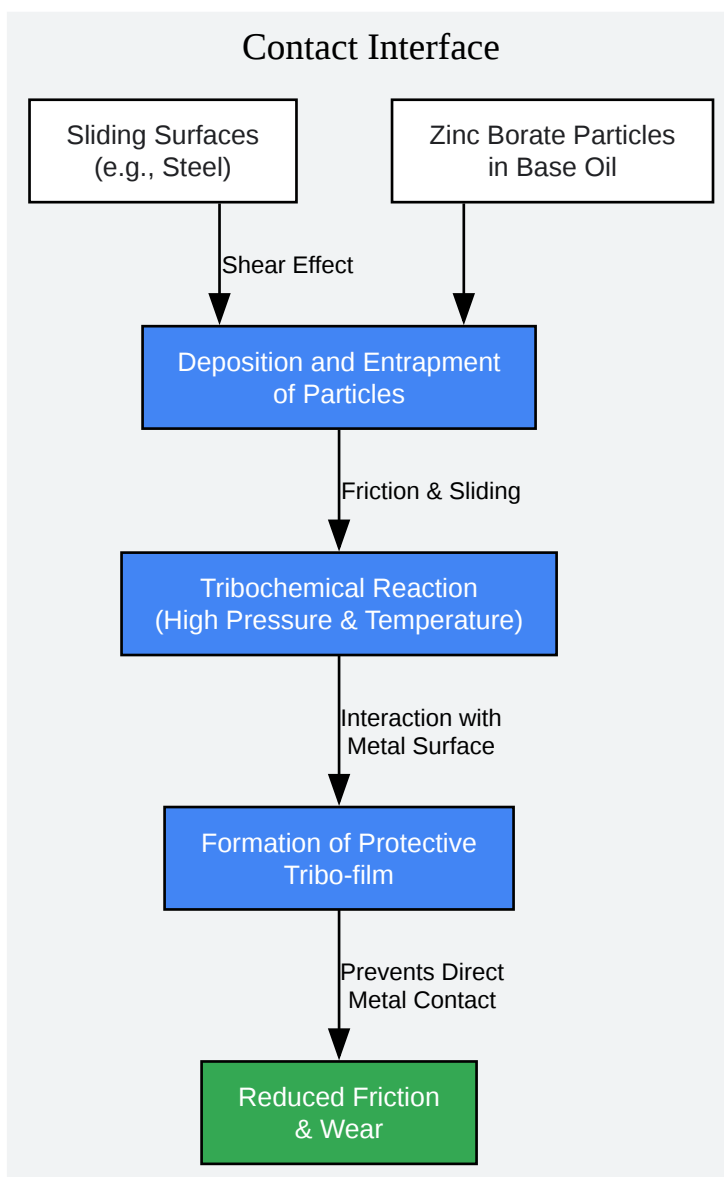 Contact Interface
Sliding Surfaces
(e.g., Steel)
Zinc Borate Particles
in Base Oil
Shear Effect
Deposition and Entrapment
of Particles
Friction & Sliding
Tribochemical Reaction
(High Pressure & Temperature)
Interaction with
Metal Surface
Formation of Protective
Tribo-film
Prevents Direct
Metal Contact
Reduced Friction
& Wear